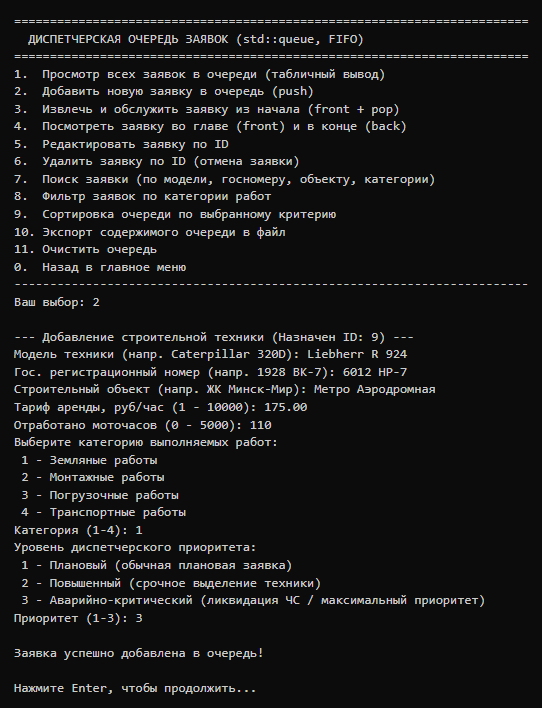 ======================================================================
  ДИСПЕТЧЕРСКАЯ ОЧЕРЕДЬ ЗАЯВОК (std::queue, FIFO)
======================================================================
1.  Просмотр всех заявок в очереди (табличный вывод)
2.  Добавить новую заявку в очередь (push)
3.  Извлечь и обслужить заявку из начала (front + pop)
4.  Посмотреть заявку во главе (front) и в конце (back)
5.  Редактировать заявку по ID
6.  Удалить заявку по ID (отмена заявки)
7.  Поиск заявки (по модели, госномеру, объекту, категории)
8.  Фильтр заявок по категории работ
9.  Сортировка очереди по выбранному критерию
10. Экспорт содержимого очереди в файл
11. Очистить очередь
0.  Назад в главное меню
----------------------------------------------------------------------
Ваш выбор: 2

--- Добавление строительной техники (Назначен ID: 9) ---
Модель техники (напр. Caterpillar 320D): Liebherr R 924
Гос. регистрационный номер (напр. 1928 ВК-7): 6012 НР-7
Строительный объект (напр. ЖК Минск-Мир): Метро Аэродромная
Тариф аренды, руб/час (1 - 10000): 175.00
Отработано моточасов (0 - 5000): 110
Выберите категорию выполняемых работ:
 1 - Земляные работы
 2 - Монтажные работы
 3 - Погрузочные работы
 4 - Транспортные работы
Категория (1-4): 1
Уровень диспетчерского приоритета:
 1 - Плановый (обычная плановая заявка)
 2 - Повышенный (срочное выделение техники)
 3 - Аварийно-критический (ликвидация ЧС / максимальный приоритет)
Приоритет (1-3): 3

Заявка успешно добавлена в очередь!

Нажмите Enter, чтобы продолжить...